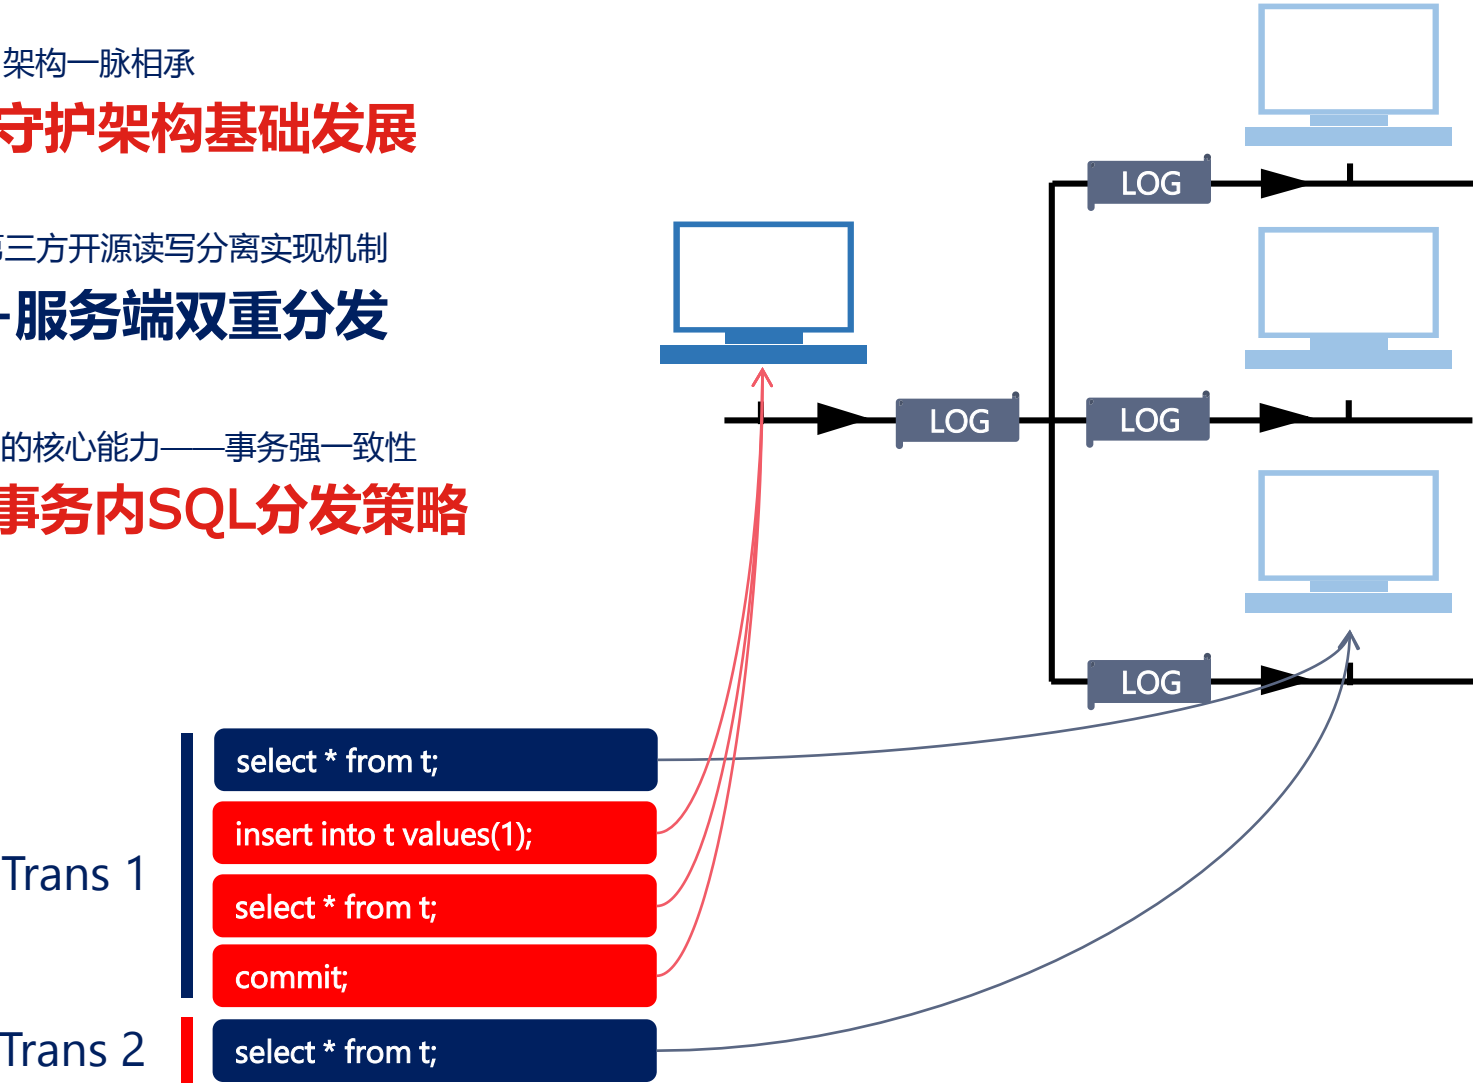 架构一脉相承
守护架构基础发展
第三方开源读写分离实现机制
-服务端双重分发
的核心能力——事务强一致性
事务内SQL分发策略
LOG
LOG
LOG
LOG
Trans 1
select * from t;
insert into t values(1);
select * from t;
commit;
Trans 2
select * from t;